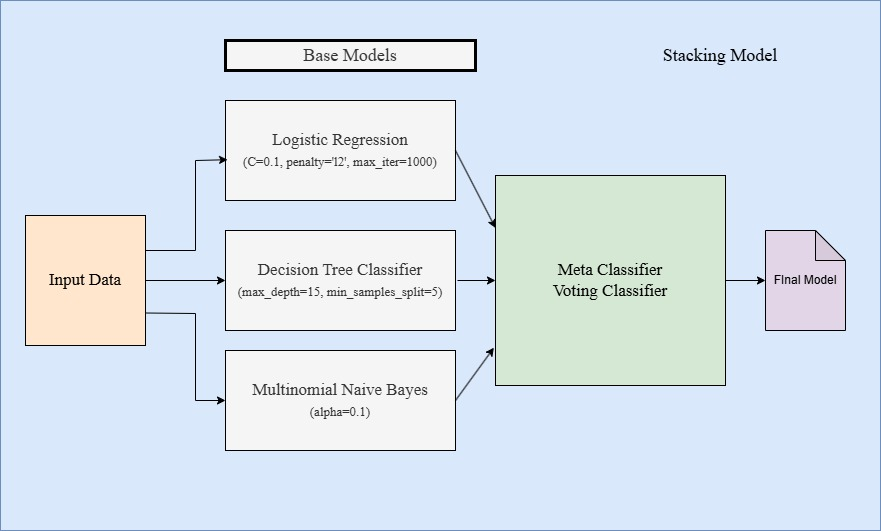 Base Models
Stacking Model
Logistic Regression
(C=0.1, penalty='l2', max_iter=1000)
Input Data
Decision Tree Classifier
(max_depth=15, min_samples_split=5)
Multinomial Naive Bayes
(alpha=0.1)
Meta Classifier
Voting Classifier
FInal Model